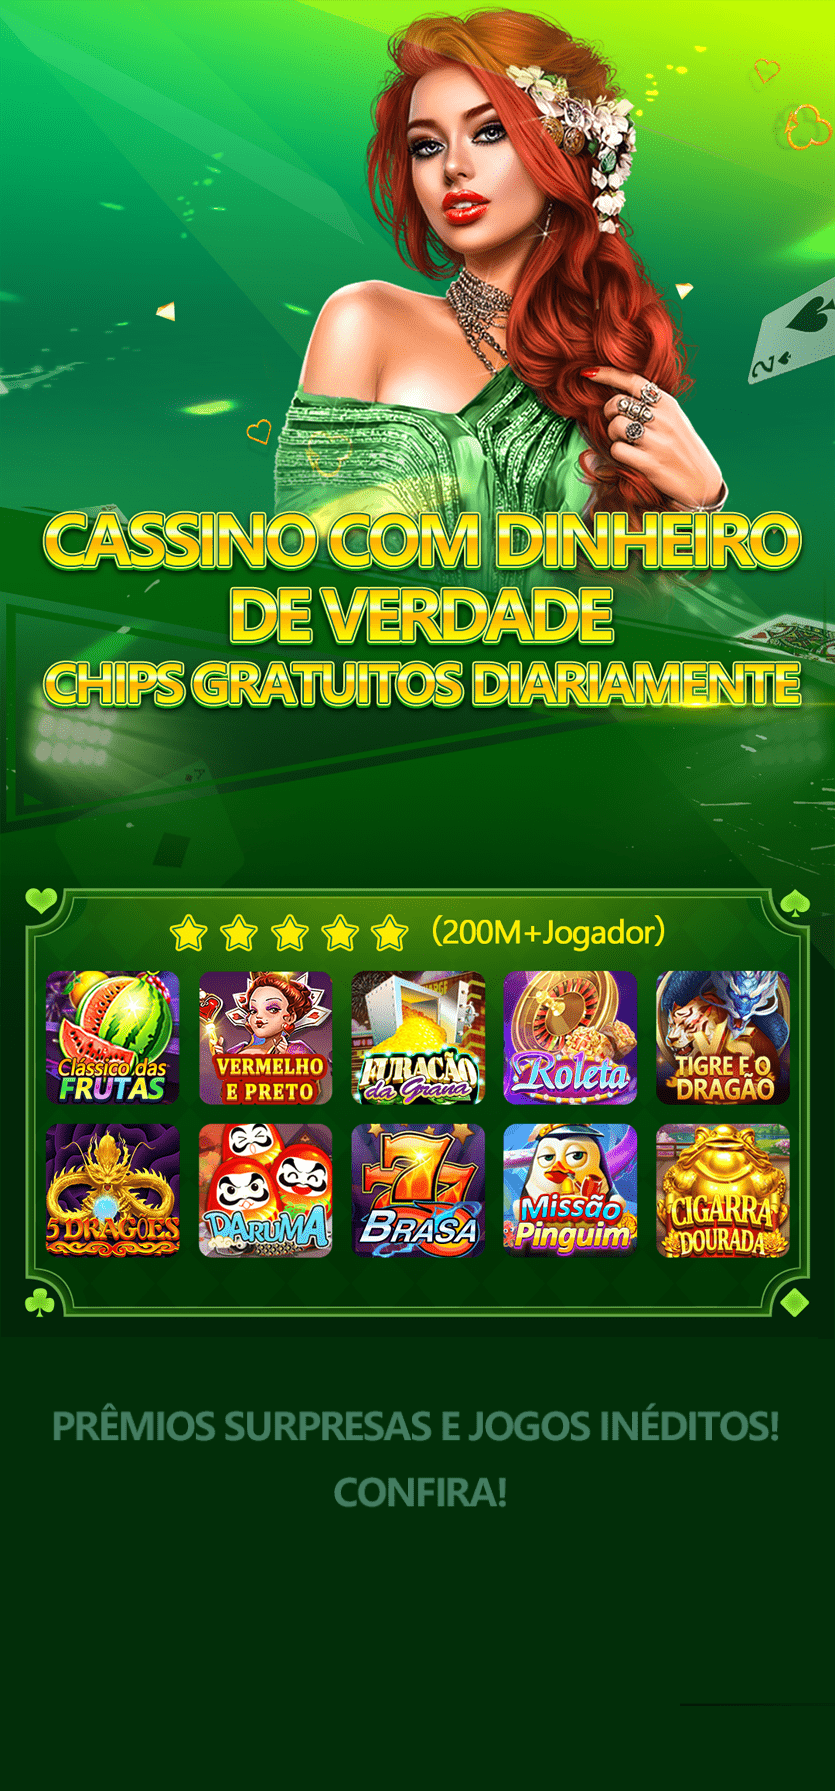 CASSINO COM DINHEIRO
DE VERDADE
CHIPS GRATUITOS DIARIAMENTE
(200M+Jogador)
Clássico das
FRUTAS
VERMELHO
E PRETO
FURACÃO
da Grana
Roleta
TIGRE E O
DRAGÃO
5 DRAGÕES
DARUMA
777
BRASA
Missão
Pinguim
CIGARRA
DOURADA
PRÊMIOS SURPRESAS E JOGOS INÉDITOS!
CONFIRA!